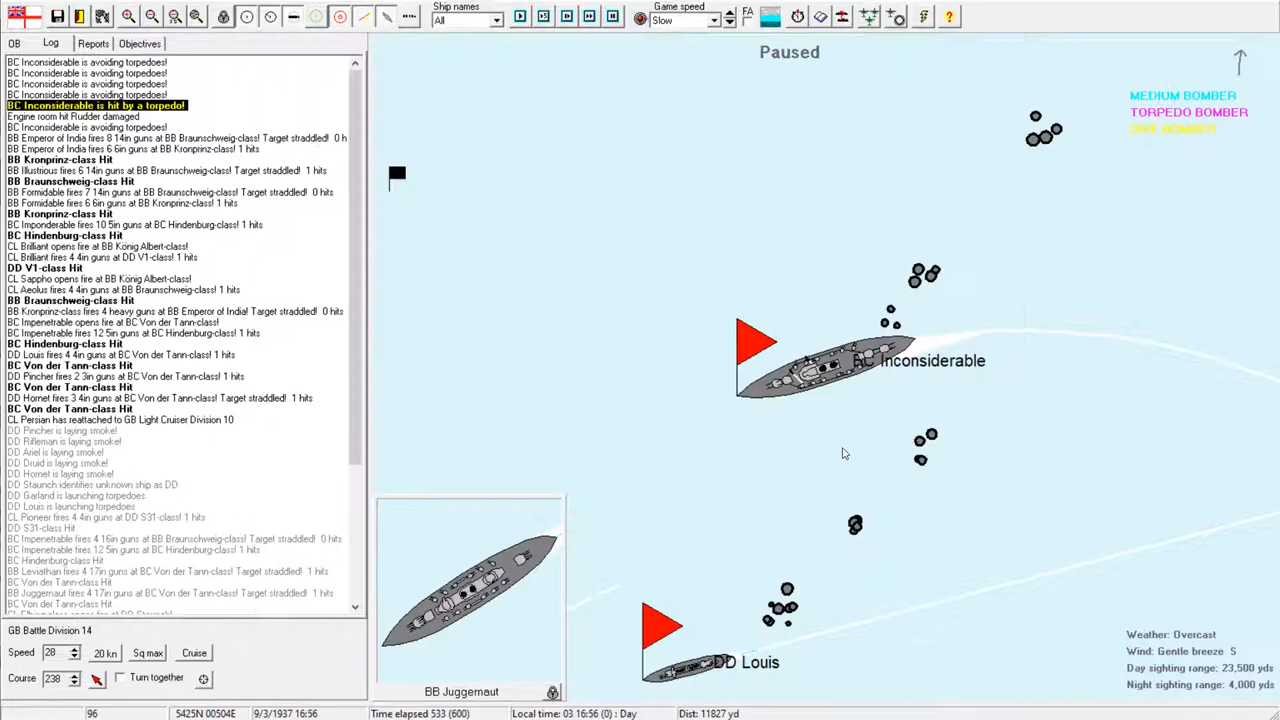 Ship names
All
Game speed
Slow
FA
OB
Log
Reports
Objectives
BC Inconsiderable is avoiding torpedoes!
BC Inconsiderable is avoiding torpedoes!
BC Inconsiderable is avoiding torpedoes!
BC Inconsiderable is avoiding torpedoes!
BC Inconsiderable is hit by a torpedo!
Engine room hit Rudder damaged
BC Inconsiderable is avoiding torpedoes!
BB Emperor of India fires 8 14in guns at BB Braunschweig-class! Target straddled! 0 h
BB Emperor of India fires 6 6in guns at BB Kronprinz-class! 1 hits
BB Kronprinz-class Hit
BB Illustrious fires 6 14in guns at BB Braunschweig-class! Target straddled! 1 hits
BB Braunschweig-class Hit
BB Formidable fires 7 14in guns at BB Braunschweig-class! Target straddled! 0 hits
BB Formidable fires 6 6in guns at BB Kronprinz-class! 1 hits
BB Kronprinz-class Hit
BC Imponderable fires 10 5in guns at BC Hindenburg-class! 1 hits
BC Hindenburg-class Hit
CL Brilliant opens fire at BB König Albert-class!
CL Brilliant fires 4 4in guns at DD V1-class! 1 hits
DD V1-class Hit
CL Sappho opens fire at BB König Albert-class!
CL Aeolus fires 4 4in guns at BB Braunschweig-class! 1 hits
BB Braunschweig-class Hit
BB Kronprinz-class fires 4 heavy guns at BB Emperor of India! Target straddled! 0 hits
BC Impenetrable opens fire at BC Von der Tann-class!
BC Impenetrable fires 12 5in guns at BC Hindenburg-class! 1 hits
BC Hindenburg-class Hit
DD Louis fires 4 4in guns at BC Von der Tann-class! 1 hits
BC Von der Tann-class Hit
DD Pincher fires 2 3in guns at BC Von der Tann-class! 1 hits
BC Von der Tann-class Hit
DD Hornet fires 3 4in guns at BC Von der Tann-class! Target straddled! 1 hits
BC Von der Tann-class Hit
CL Persian has reattached to GB Light Cruiser Division 10
DD Pincher is laying smoke!
DD Rifleman is laying smoke!
DD Ariel is laying smoke!
DD Druid is laying smoke!
DD Hornet is laying smoke!
DD Staunch identifies unknown ship as DD
DD Garland is launching torpedoes
DD Louis is launching torpedoes
CL Pioneer fires 4 4in guns at DD S31-class! 1 hits
DD S31-class Hit
BC Impenetrable fires 4 16in guns at BB Braunschweig-class! Target straddled! 0 hits
BC Impenetrable fires 12 5in guns at BC Hindenburg-class! 1 hits
BC Hindenburg-class Hit
BB Leviathan fires 4 17in guns at BC Von der Tann-class! Target straddled! 1 hits
BC Von der Tann-class Hit
BB Juggernaut fires 4 17in guns at BC Von der Tann-class! Target straddled! 1 hits
BC Von der Tann-class Hit
GB Battle Division 14
Speed 28 20 kn Sq max Cruise
Course 238 Turn together
BB Juggernaut
Paused
MEDIUM BOMBER
TORPEDO BOMBER
DIVE BOMBER
BC Inconsiderable
DD Louis
Weather: Overcast
Wind: Gentle breeze S
Day sighting range: 23,500 yds
Night sighting range: 4,000 yds
96
5425N 00504E
9/3/1937 16:56
Time elapsed 533 (600)
Local time: 03 16:56 (0) : Day
Dist: 11827 yd